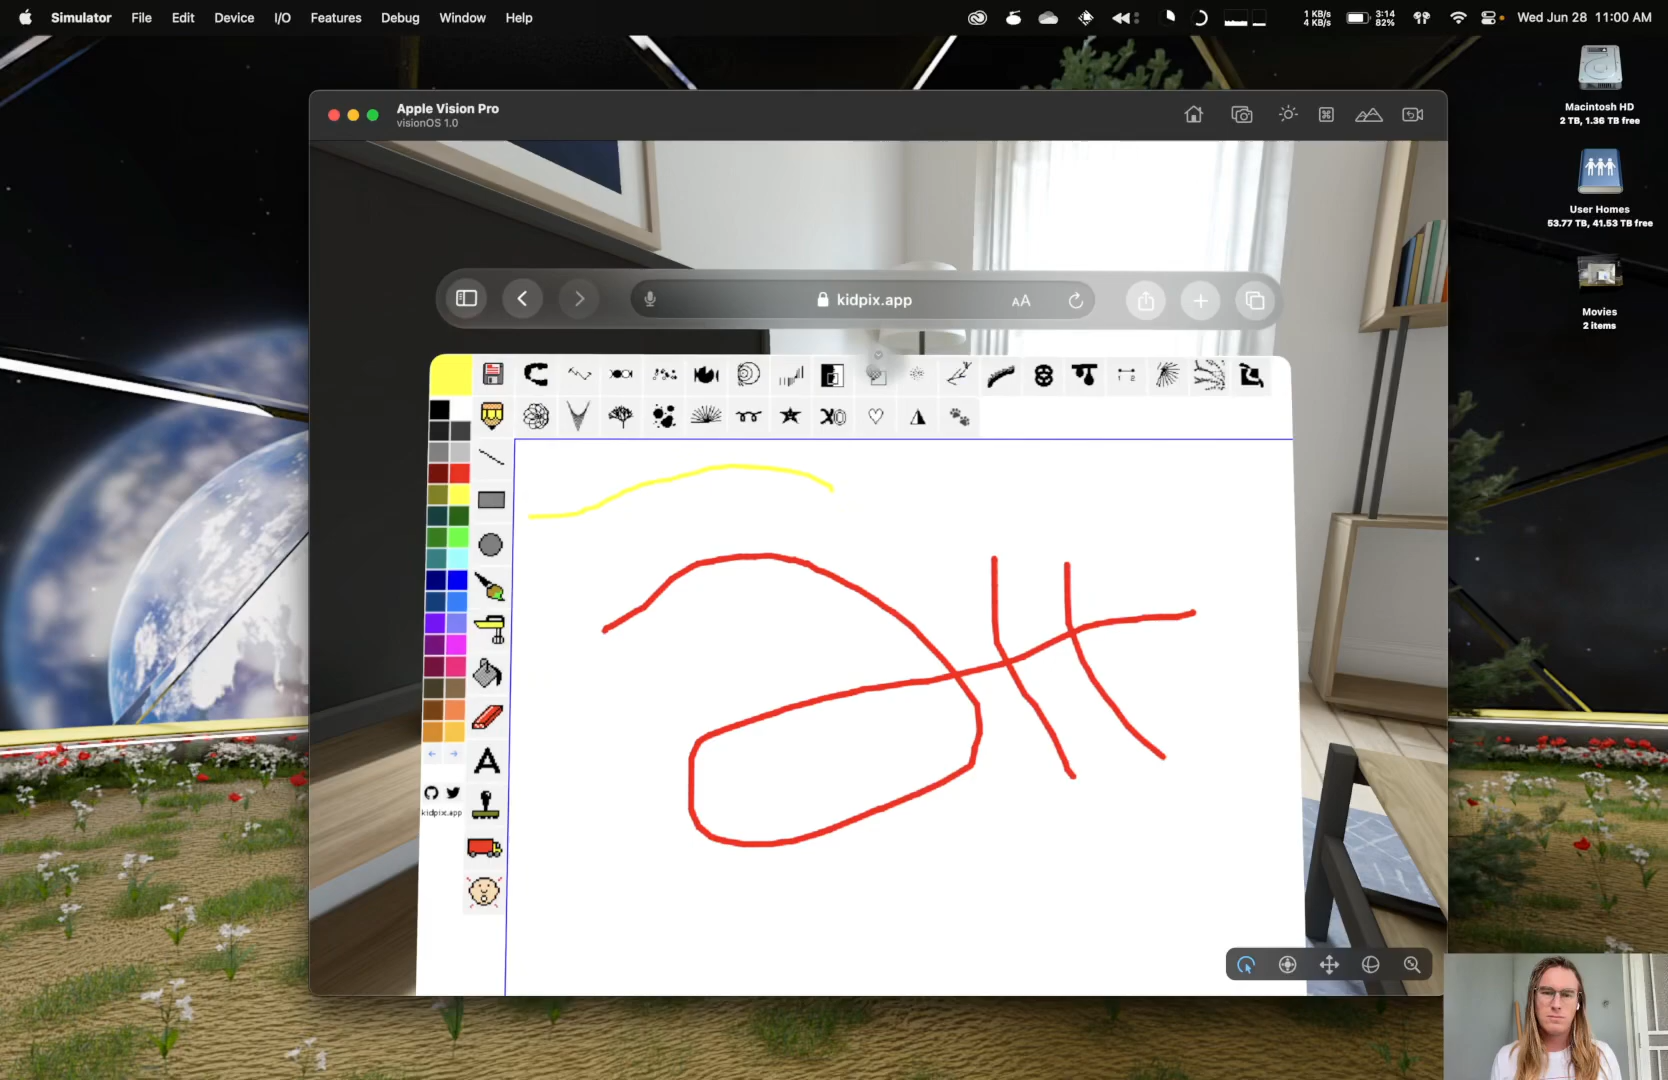 Simulator File Edit Device I/O Features Debug Window Help
1 KB/s
4 KB/s
3:14
82%
Wed Jun 28 11:00 AM
Macintosh HD
2 TB, 1.36 TB free
User Homes
53.77 TB, 41.53 TB free
Movies
2 items
Apple Vision Pro
visionOS 1.0
kidpix.app
AA
A
kidpix.app